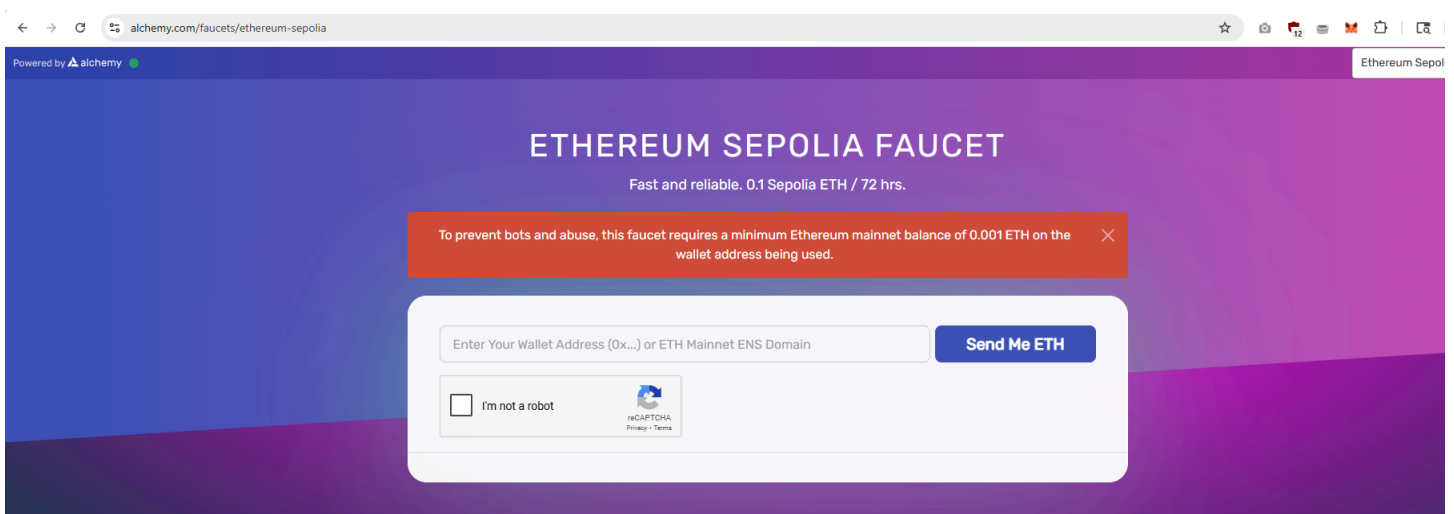 alchemy.com/faucets/ethereum-sepolia
12
Powered by alchemy
Ethereum Sepoli
ETHEREUM SEPOLIA FAUCET
Fast and reliable. 0.1 Sepolia ETH / 72 hrs.
To prevent bots and abuse, this faucet requires a minimum Ethereum mainnet balance of 0.001 ETH on the
wallet address being used.
Enter Your Wallet Address (0x...) or ETH Mainnet ENS Domain
Send Me ETH
I'm not a robot
reCAPTCHA
Privacy - Terms